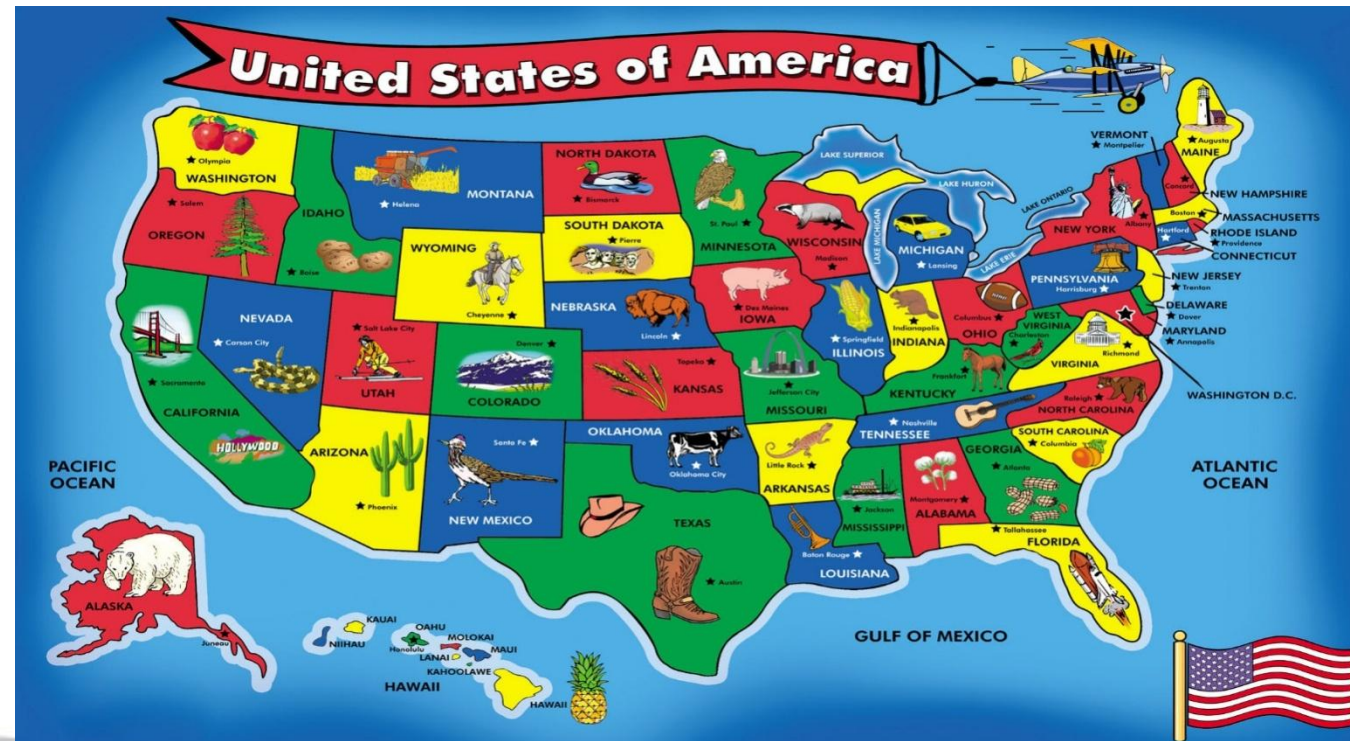 United States of America
LAKE SUPERIOR
LAKE HURON
LAKE MICHIGAN
LAKE ONTARIO
LAKE ERIE
VERMONT
Montpelier
Augusta
MAINE
Concord
NEW HAMPSHIRE
Boston
MASSACHUSETTS
Hartford
RHODE ISLAND
Providence
CONNECTICUT
Albany
NEW YORK
Olympia
WASHINGTON
Salem
OREGON
IDAHO
Boise
MONTANA
Helena
NORTH DAKOTA
Bismarck
SOUTH DAKOTA
Pierre
St. Paul
MINNESOTA
WISCONSIN
Madison
MICHIGAN
Lansing
PENNSYLVANIA
Harrisburg
NEW JERSEY
Trenton
DELAWARE
Dover
MARYLAND
Annapolis
WASHINGTON D.C.
WYOMING
Cheyenne
NEBRASKA
Lincoln
Des Moines
IOWA
Springfield
ILLINOIS
Indianapolis
INDIANA
Columbus
OHIO
WEST
VIRGINIA
Charleston
Richmond
VIRGINIA
NEVADA
Carson City
Salt Lake City
UTAH
Denver
COLORADO
Topeka
KANSAS
Jefferson City
MISSOURI
Frankfort
KENTUCKY
Sacramento
CALIFORNIA
HOLLYWOOD
ARIZONA
Phoenix
Santa Fe
NEW MEXICO
OKLAHOMA
Oklahoma City
Little Rock
ARKANSAS
Nashville
TENNESSEE
Raleigh
NORTH CAROLINA
SOUTH CAROLINA
Columbia
GEORGIA
Atlanta
TEXAS
Austin
Baton Rouge
LOUISIANA
Jackson
MISSISSIPPI
Montgomery
ALABAMA
Tallahassee
FLORIDA
PACIFIC
OCEAN
ATLANTIC
OCEAN
GULF OF MEXICO
ALASKA
Juneau
KAUAI
NIIHAU
OAHU
Honolulu
MOLOKAI
LANAI
MAUI
KAHOOLAWE
HAWAII
HAWAII